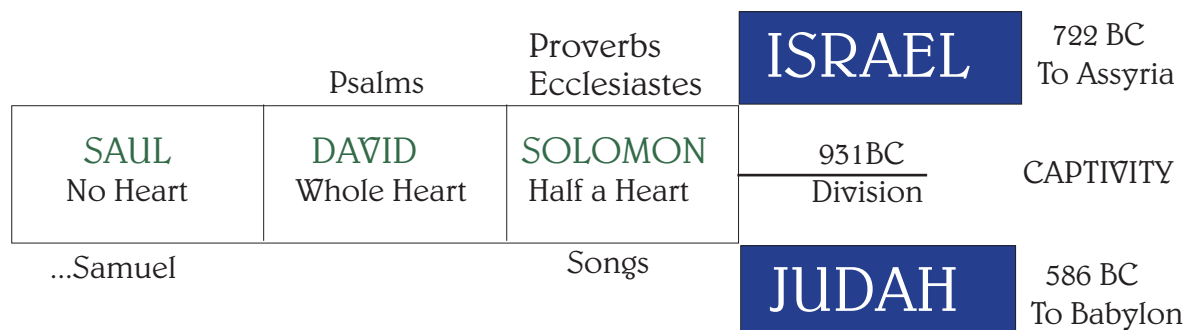 Proverbs
Ecclesiastes
Psalms
ISRAEL
722 BC
To Assyria
SAUL
No Heart
DAVID
Whole Heart
SOLOMON
Half a Heart
931BC
Division
CAPTIVITY
...Samuel
Songs
JUDAH
586 BC
To Babylon